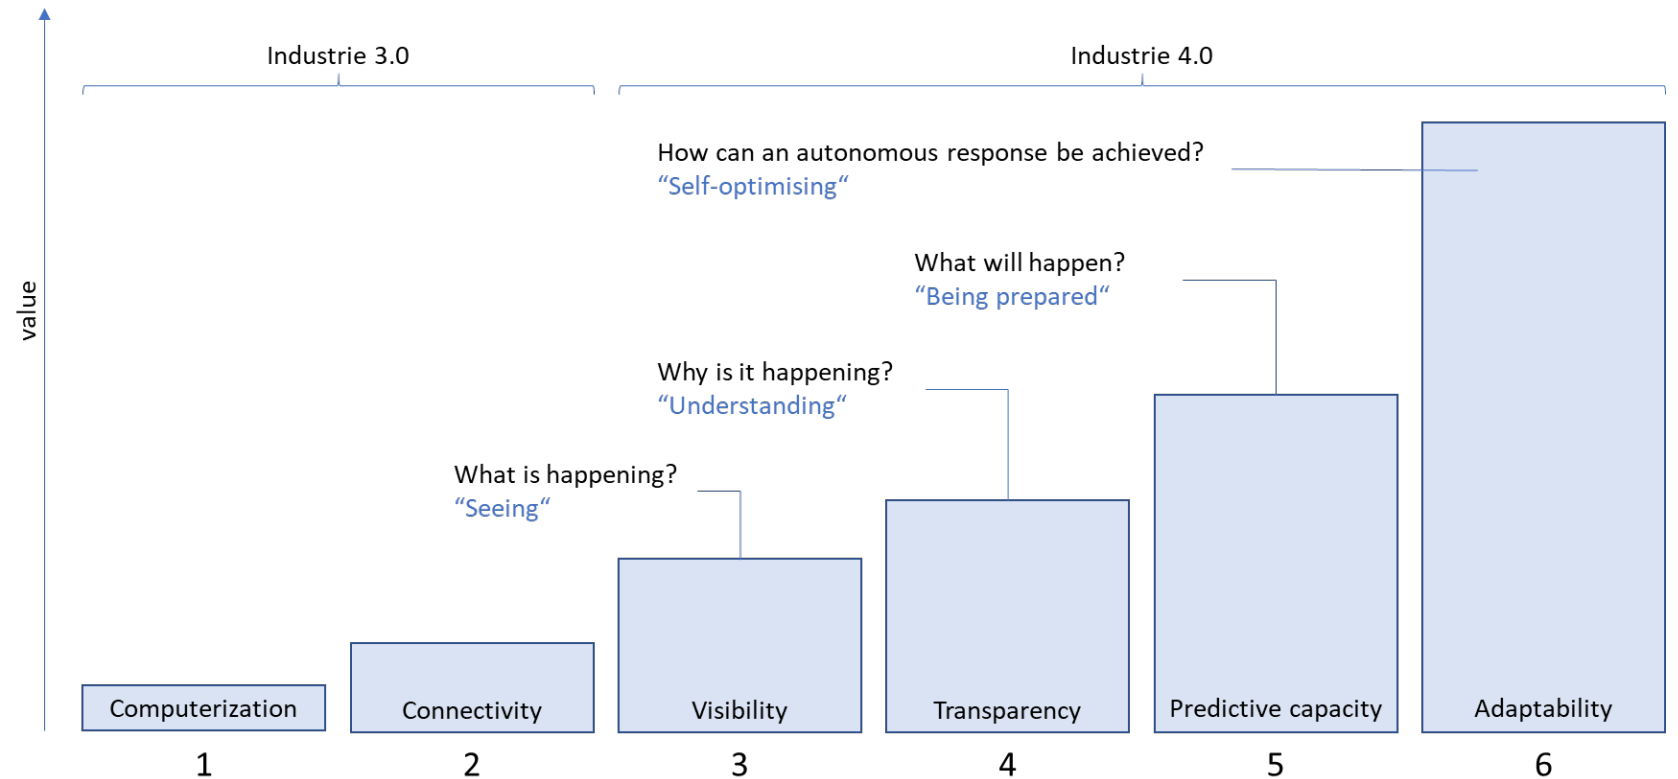 Industrie 3.0
Industrie 4.0
How can an autonomous response be achieved?
“Self-optimising“
What will happen?
“Being prepared“
value
Why is it happening?
“Understanding“
What is happening?
“Seeing“
Computerization
Connectivity
Visibility
Transparency
Predictive capacity
Adaptability
1
2
3
4
5
6